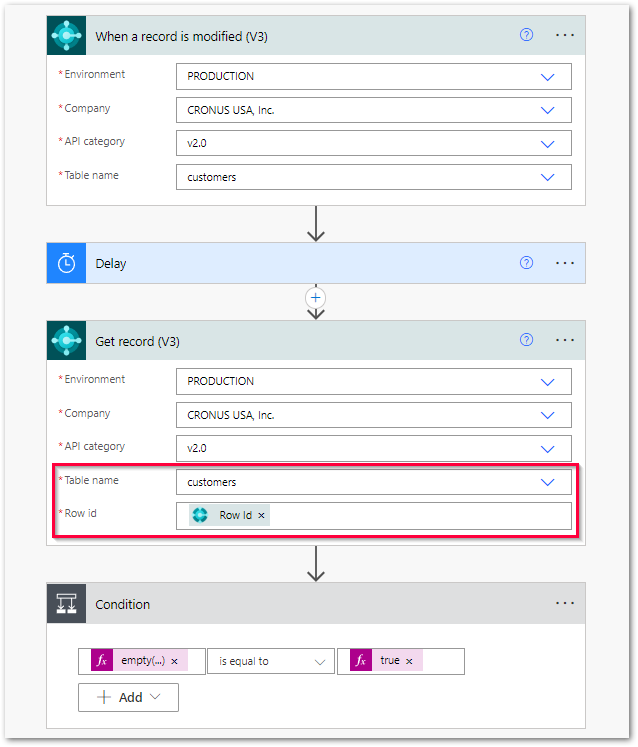 When a record is modified (V3)
* Environment PRODUCTION
* Company CRONUS USA, Inc.
* API category v2.0
* Table name customers
Delay
Get record (V3)
* Environment PRODUCTION
* Company CRONUS USA, Inc.
* API category v2.0
* Table name customers
* Row id Row Id ×
Condition
fx empty(...) × is equal to fx true ×
+ Add